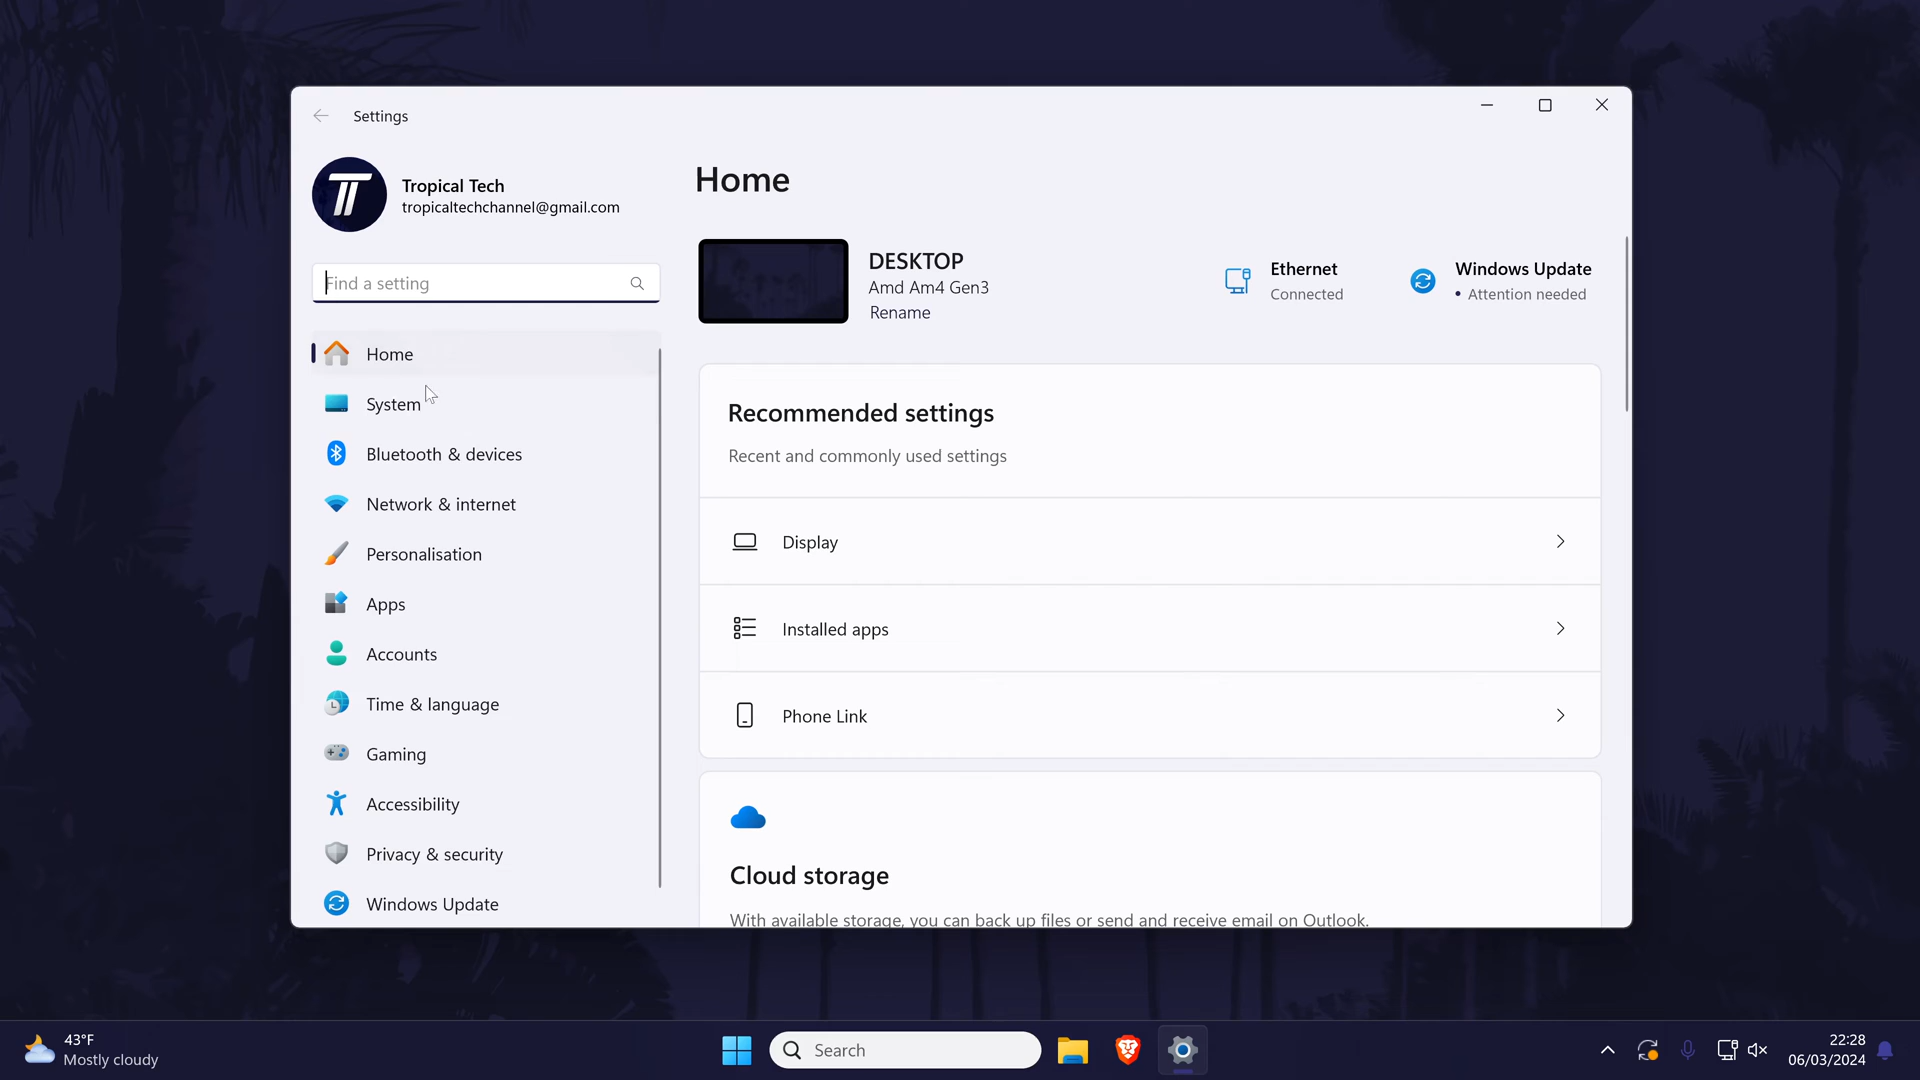 Settings
Tropical Tech
tropicaltechchannel@gmail.com
Find a setting
Home
System
Bluetooth & devices
Network & internet
Personalisation
Apps
Accounts
Time & language
Gaming
Accessibility
Privacy & security
Windows Update
Home
DESKTOP
Amd Am4 Gen3
Rename
Ethernet
Connected
Windows Update
• Attention needed
Recommended settings
Recent and commonly used settings
Display
Installed apps
Phone Link
Cloud storage
With available storage, you can back up files or send and receive email on Outlook.
43°F
Mostly cloudy
Search
22:28
06/03/2024